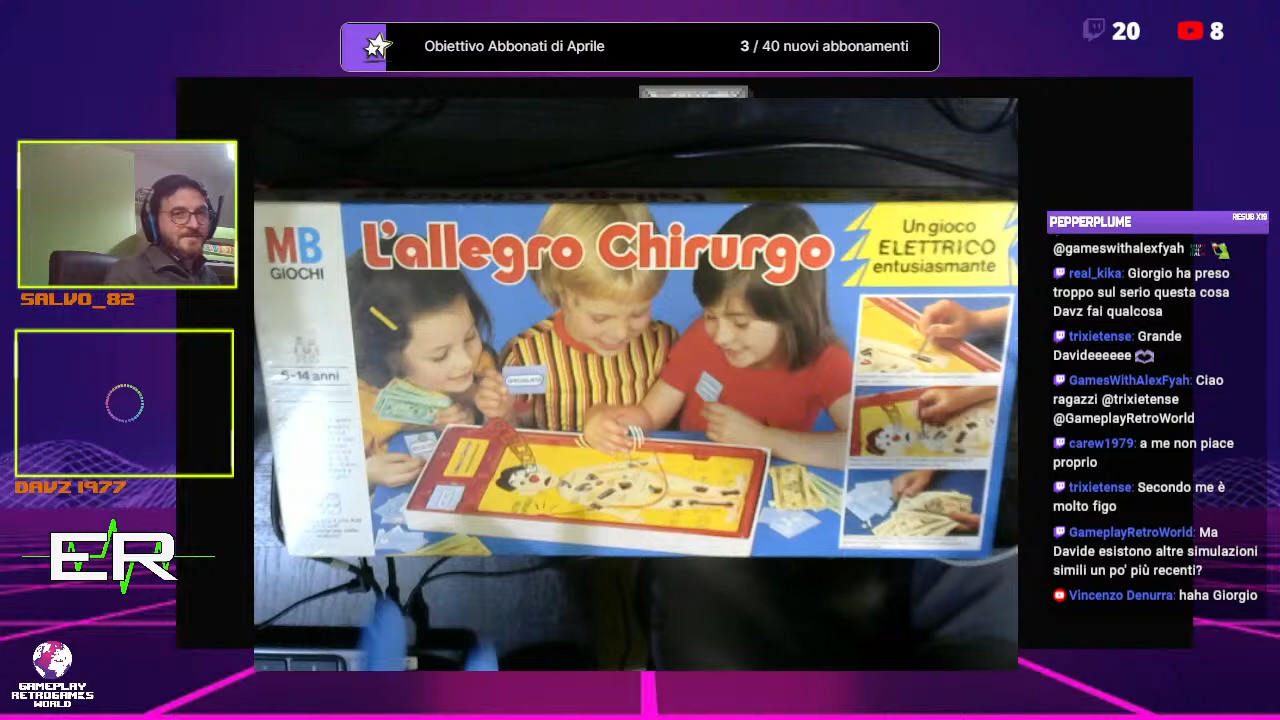 Obiettivo Abbonati di Aprile
3 / 40 nuovi abbonamenti
20
8
SALVO_82
DAVZ 1977
ER
GAMEPLAY
RETROGAMES
WORLD
MB
GIOCHI
5-14 anni
L'allegro Chirurgo
Un gioco
ELETTRICO
entusiasmante
SPECIALISTA
PEPPERPLUME
RESUB X19
@gameswithalexfyah
real_kika: Giorgio ha preso
troppo sul serio questa cosa
Davz fai qualcosa
trixietense: Grande
Davideeeeee
GamesWithAlexFyah: Ciao
ragazzi @trixietense
@GameplayRetroWorld
carew1979: a me non piace
proprio
trixietense: Secondo me è
molto figo
GameplayRetroWorld: Ma
Davide esistono altre simulazioni
simili un po' più recenti?
Vincenzo Denurra: haha Giorgio